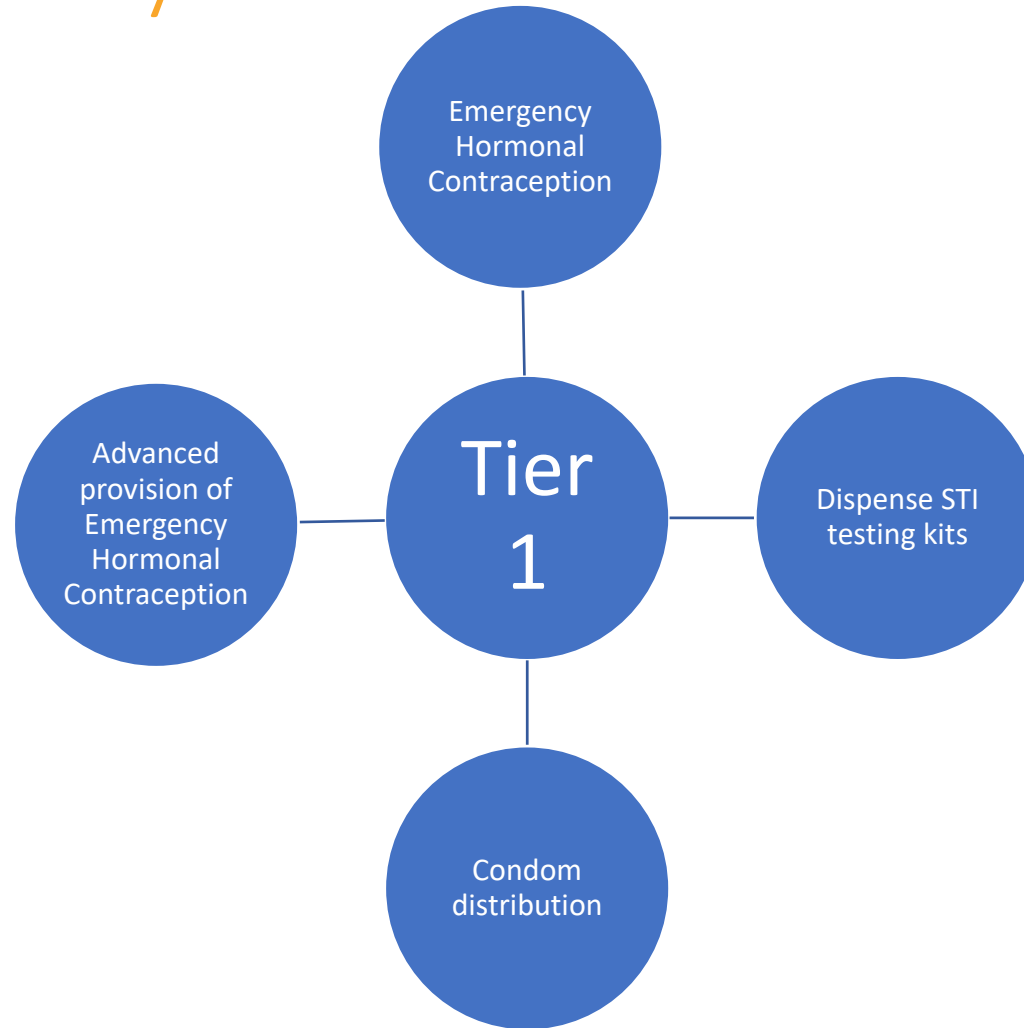 Emergency
Hormonal
Contraception
Advanced
provision of
Emergency
Hormonal
Contraception
Tier
1
Dispense STI
testing kits
Condom
distribution